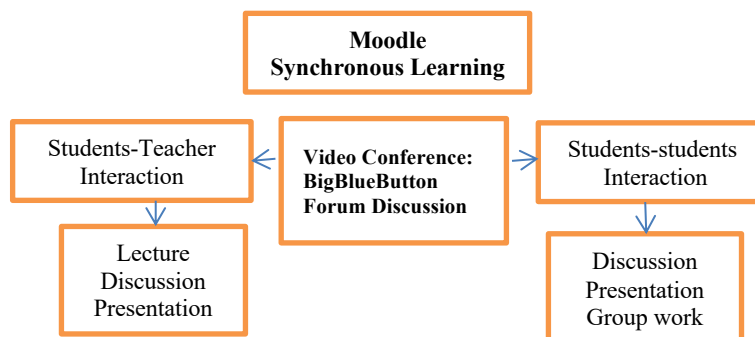 Moodle
Synchronous Learning
Students-Teacher
Interaction
Video Conference:
BigBlueButton
Forum Discussion
Students-students
Interaction
Lecture
Discussion
Presentation
Discussion
Presentation
Group work